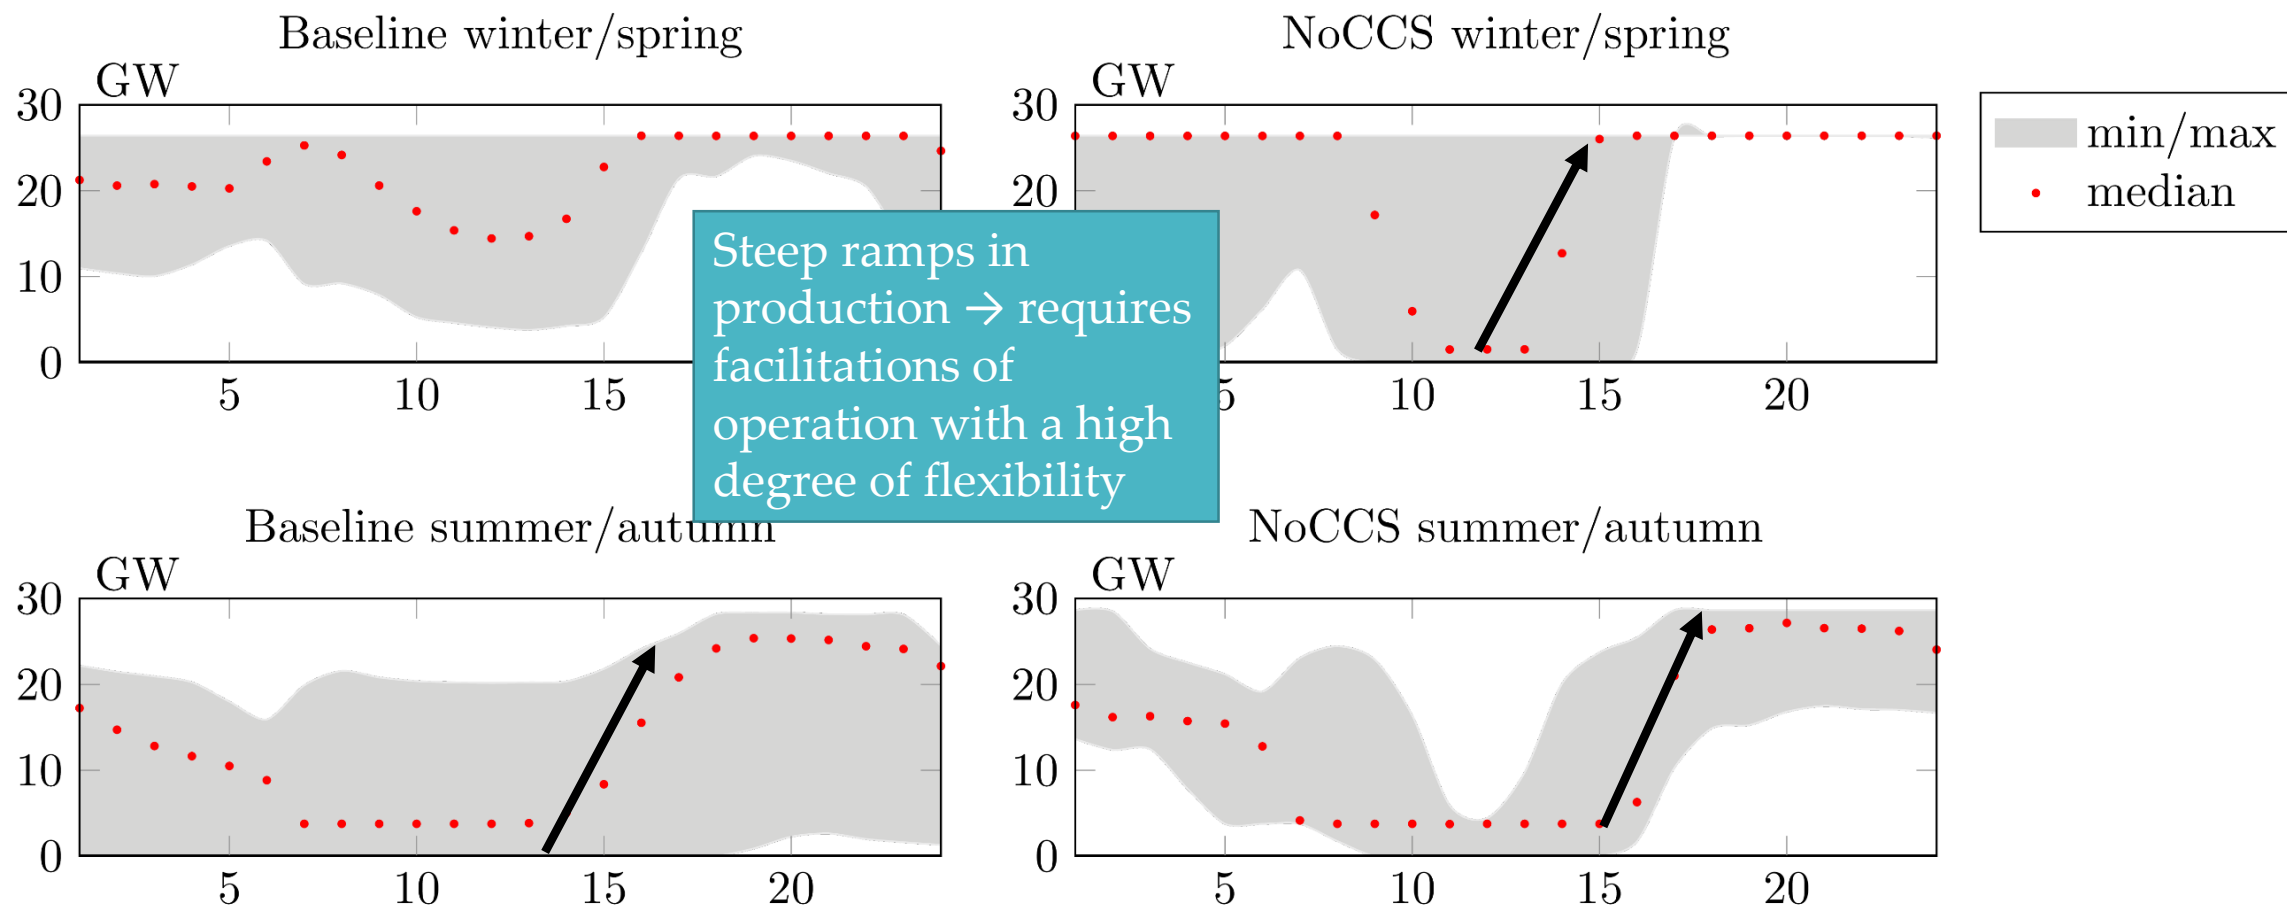 Baseline winter/spring
GW
30
20
10
0
5
10
15
NoCCS winter/spring
GW
30
20
5
10
15
20
min/max
median
Steep ramps in
production → requires
facilitations of
operation with a high
degree of flexibility
Baseline summer/autumn
GW
30
20
10
0
5
10
15
20
NoCCS summer/autumn
GW
30
20
10
0
5
10
15
20